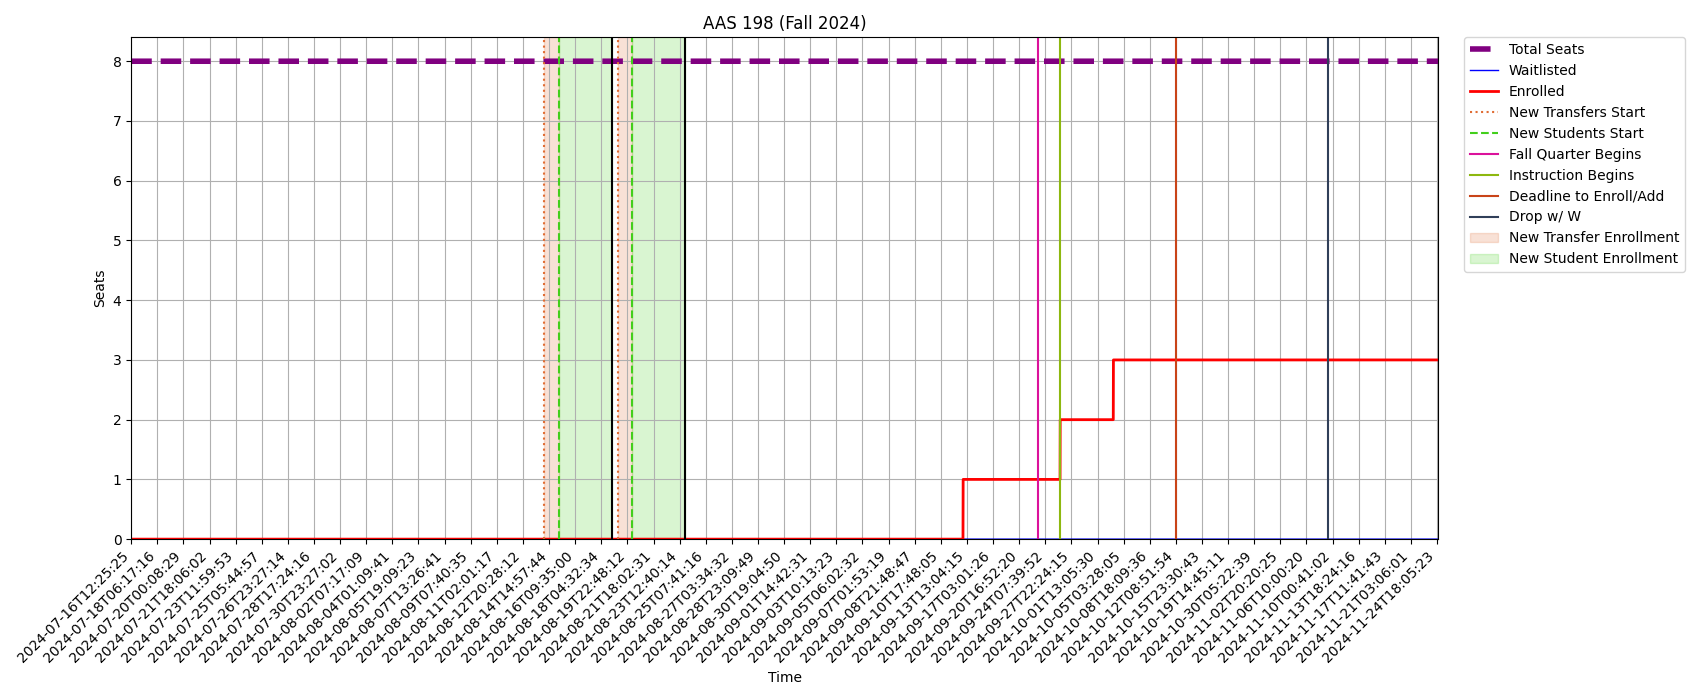 AAS 198 (Fall 2024)
Seats
8
7
6
5
4
3
2
1
0
2024-07-16T12:25:25
2024-07-18T06:17:16
2024-07-20T00:08:29
2024-07-21T18:06:02
2024-07-23T11:59:53
2024-07-25T05:44:57
2024-07-26T23:27:14
2024-07-28T17:24:16
2024-07-30T23:27:02
2024-08-02T07:17:09
2024-08-04T01:09:41
2024-08-05T19:09:23
2024-08-07T13:26:41
2024-08-09T07:40:35
2024-08-11T02:01:17
2024-08-12T20:28:12
2024-08-14T14:57:44
2024-08-16T09:35:00
2024-08-18T04:32:34
2024-08-19T22:48:12
2024-08-21T18:02:31
2024-08-23T12:40:14
2024-08-25T07:41:16
2024-08-27T03:34:32
2024-08-28T23:09:49
2024-08-30T19:04:50
2024-09-01T14:42:31
2024-09-03T10:13:23
2024-09-05T06:02:32
2024-09-07T01:53:19
2024-09-08T21:48:47
2024-09-10T17:48:05
2024-09-13T13:04:15
2024-09-17T03:01:26
2024-09-20T16:52:20
2024-09-24T07:39:52
2024-09-27T22:24:15
2024-10-01T13:05:30
2024-10-05T03:28:05
2024-10-08T18:09:36
2024-10-12T08:51:54
2024-10-15T23:30:43
2024-10-19T14:45:11
2024-10-30T05:22:39
2024-11-02T20:20:25
2024-11-06T10:00:20
2024-11-10T00:41:02
2024-11-13T18:24:16
2024-11-17T11:41:43
2024-11-21T03:06:01
2024-11-24T18:05:23
Time
Total Seats
Waitlisted
Enrolled
New Transfers Start
New Students Start
Fall Quarter Begins
Instruction Begins
Deadline to Enroll/Add
Drop w/ W
New Transfer Enrollment
New Student Enrollment